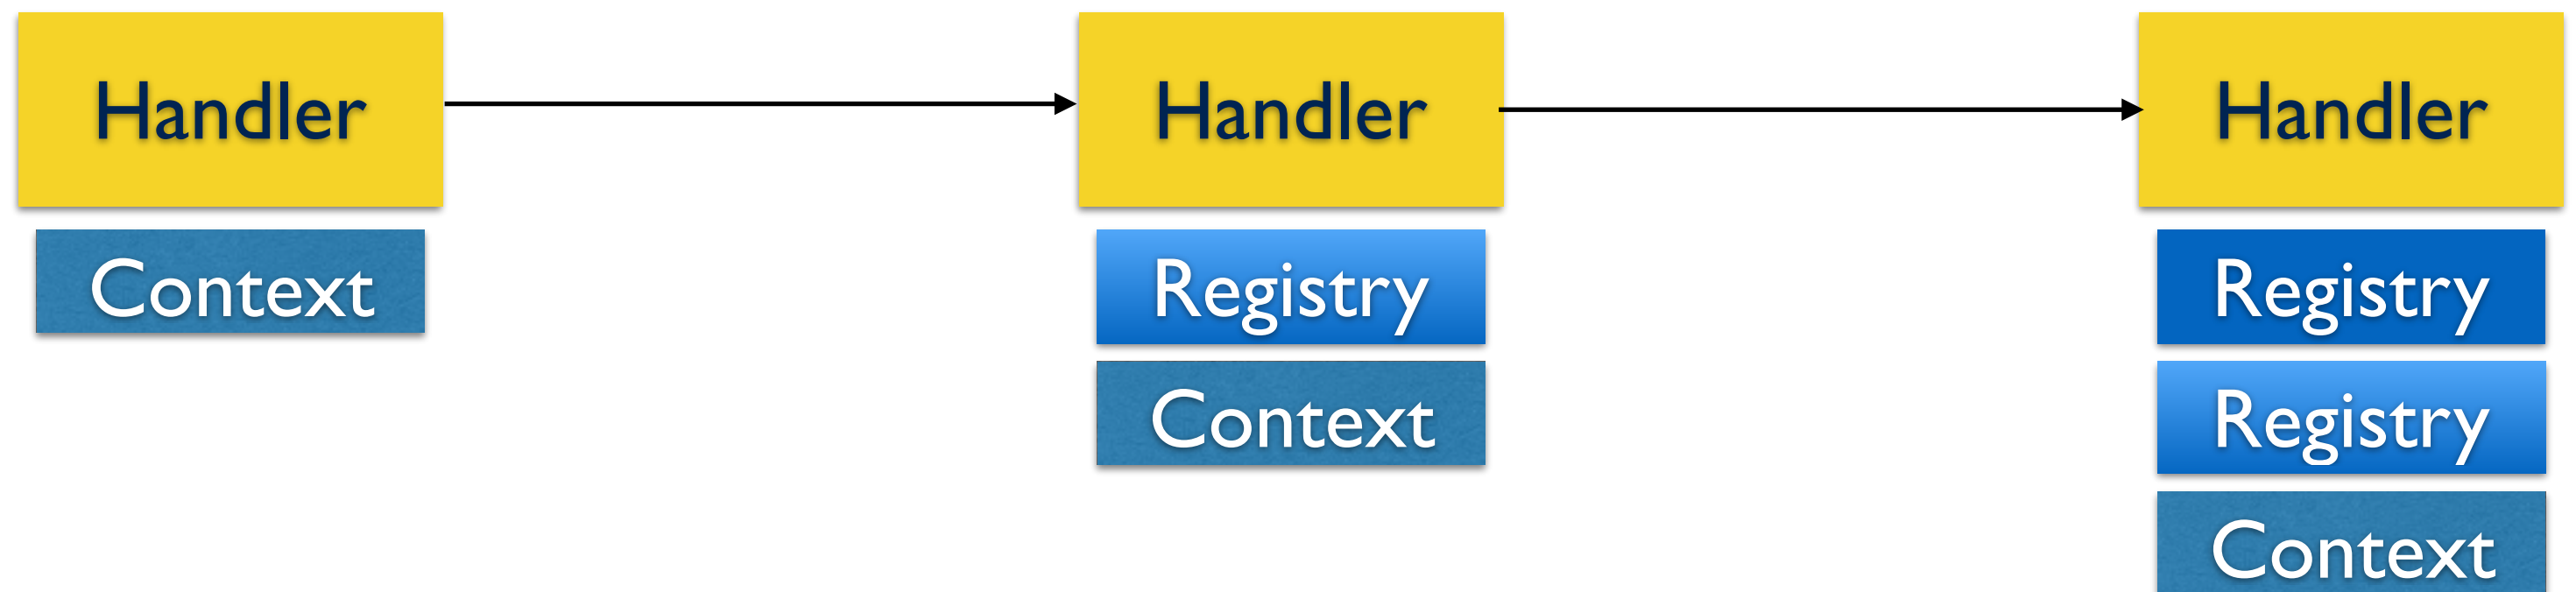 Handler
Handler
Handler
Context
Registry
Registry
Context
Registry
Context